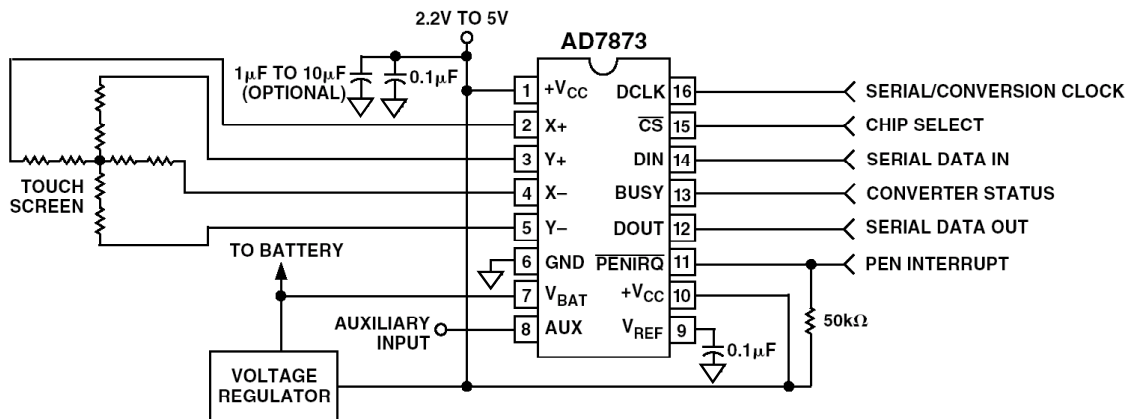 2.2V TO 5V
AD7873
1μF TO 10μF
(OPTIONAL)
0.1μF
TOUCH
SCREEN
TO BATTERY
AUXILIARY
INPUT
VOLTAGE
REGULATOR
1 +VCC
2 X+
3 Y+
4 X–
5 Y–
6 GND
7 VBAT
8 AUX
DCLK 16
CS 15
DIN 14
BUSY 13
DOUT 12
PENIRQ 11
+VCC 10
VREF 9
SERIAL/CONVERSION CLOCK
CHIP SELECT
SERIAL DATA IN
CONVERTER STATUS
SERIAL DATA OUT
PEN INTERRUPT
50kΩ
0.1μF